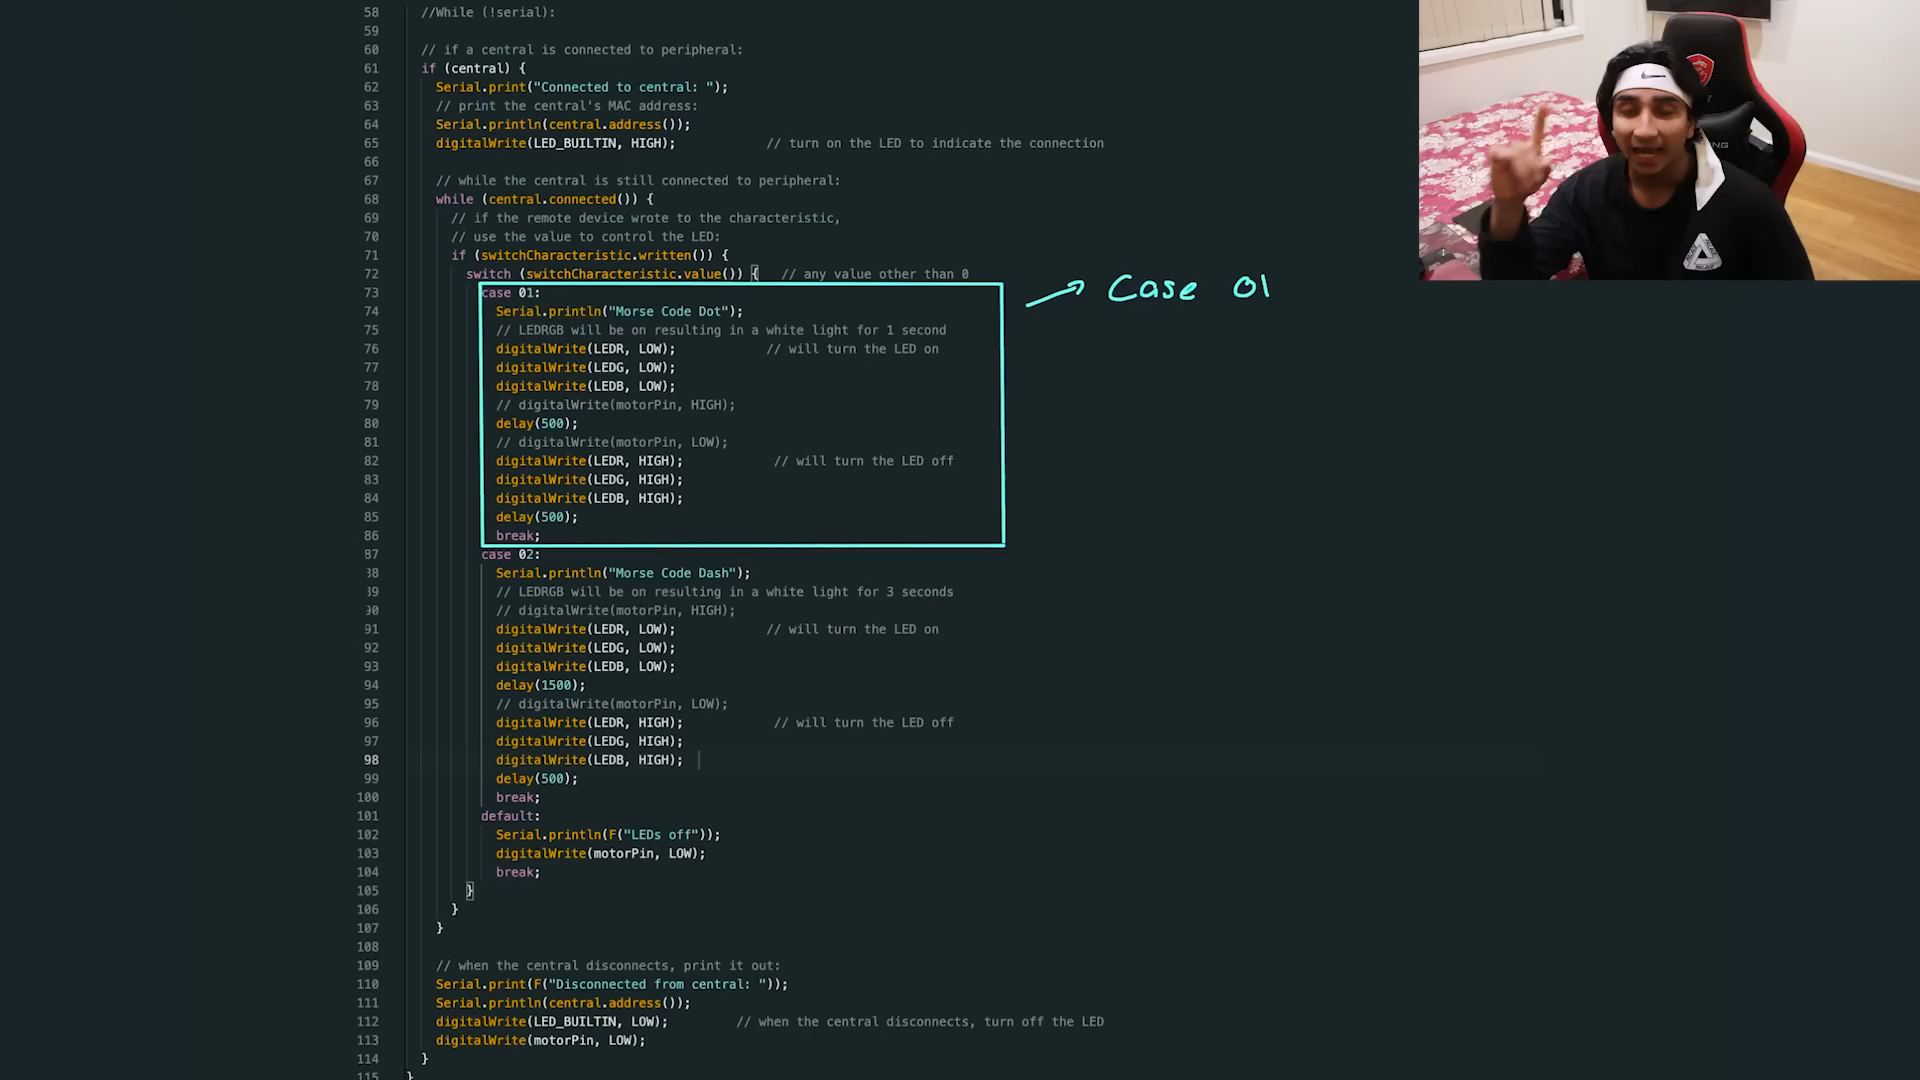 58 //While (!serial):
59
60 // if a central is connected to peripheral:
61 if (central) {
62 Serial.print("Connected to central: ");
63 // print the central's MAC address:
64 Serial.println(central.address());
65 digitalWrite(LED_BUILTIN, HIGH); // turn on the LED to indicate the connection
66
67 // while the central is still connected to peripheral:
68 while (central.connected()) {
69 // if the remote device wrote to the characteristic,
70 // use the value to control the LED:
71 if (switchCharacteristic.written()) {
72 switch (switchCharacteristic.value()) { // any value other than 0
73 case 01:
Case 01
74 Serial.println("Morse Code Dot");
75 // LEDRGB will be on resulting in a white light for 1 second
76 digitalWrite(LEDR, LOW); // will turn the LED on
77 digitalWrite(LEDG, LOW);
78 digitalWrite(LEDB, LOW);
79 // digitalWrite(motorPin, HIGH);
80 delay(500);
81 // digitalWrite(motorPin, LOW);
82 digitalWrite(LEDR, HIGH); // will turn the LED off
83 digitalWrite(LEDG, HIGH);
84 digitalWrite(LEDB, HIGH);
85 delay(500);
86 break;
87 case 02:
88 Serial.println("Morse Code Dash");
89 // LEDRGB will be on resulting in a white light for 3 seconds
90 // digitalWrite(motorPin, HIGH);
91 digitalWrite(LEDR, LOW); // will turn the LED on
92 digitalWrite(LEDG, LOW);
93 digitalWrite(LEDB, LOW);
94 delay(1500);
95 // digitalWrite(motorPin, LOW);
96 digitalWrite(LEDR, HIGH); // will turn the LED off
97 digitalWrite(LEDG, HIGH);
98 digitalWrite(LEDB, HIGH);
99 delay(500);
100 break;
101 default:
102 Serial.println(F("LEDs off"));
103 digitalWrite(motorPin, LOW);
104 break;
105 }
106 }
107 }
108
109 // when the central disconnects, print it out:
110 Serial.print(F("Disconnected from central: "));
111 Serial.println(central.address());
112 digitalWrite(LED_BUILTIN, LOW); // when the central disconnects, turn off the LED
113 digitalWrite(motorPin, LOW);
114 }
115 }
PALACE